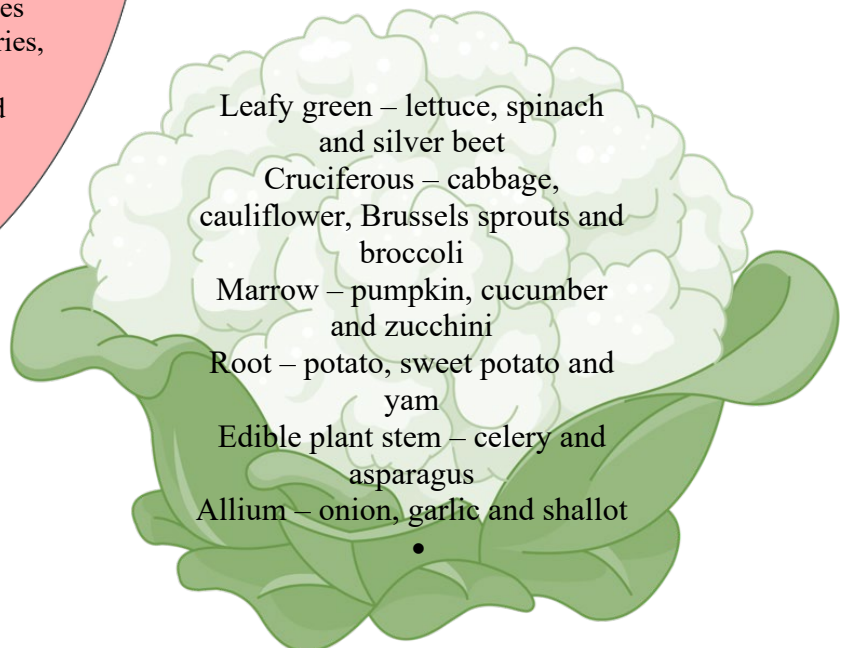 es
ries,
d
Leafy green – lettuce, spinach
and silver beet
Cruciferous – cabbage,
cauliflower, Brussels sprouts and
broccoli
Marrow – pumpkin, cucumber
and zucchini
Root – potato, sweet potato and
yam
Edible plant stem – celery and
asparagus
Allium – onion, garlic and shallot
•